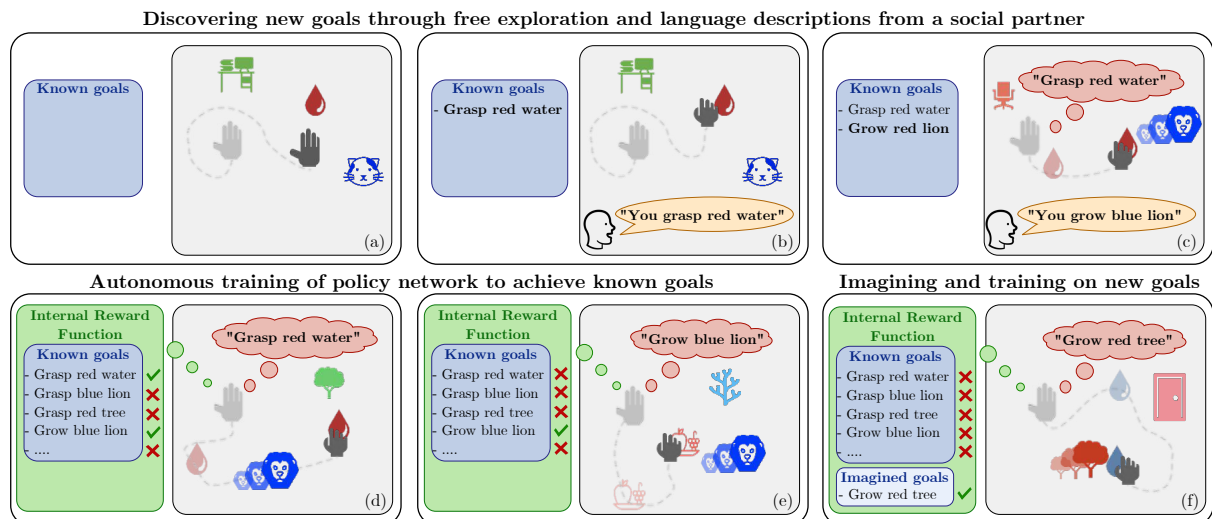 Discovering new goals through free exploration and language descriptions from a social partner
Known goals
(a)
Known goals
- Grasp red water
"You grasp red water"
(b)
Known goals
- Grasp red water
- Grow red lion
"Grasp red water"
"You grow blue lion"
(c)
Autonomous training of policy network to achieve known goals
Internal Reward
Function
Known goals
- Grasp red water
- Grasp blue lion
- Grasp red tree
- Grow blue lion
- ....
"Grasp red water"
(d)
Internal Reward
Function
Known goals
- Grasp red water
- Grasp blue lion
- Grasp red tree
- Grow blue lion
- ....
"Grow blue lion"
(e)
Imagining and training on new goals
Internal Reward
Function
Known goals
- Grasp red water
- Grasp blue lion
- Grasp red tree
- Grow blue lion
- ....
Imagined goals
- Grow red tree
"Grow red tree"
(f)